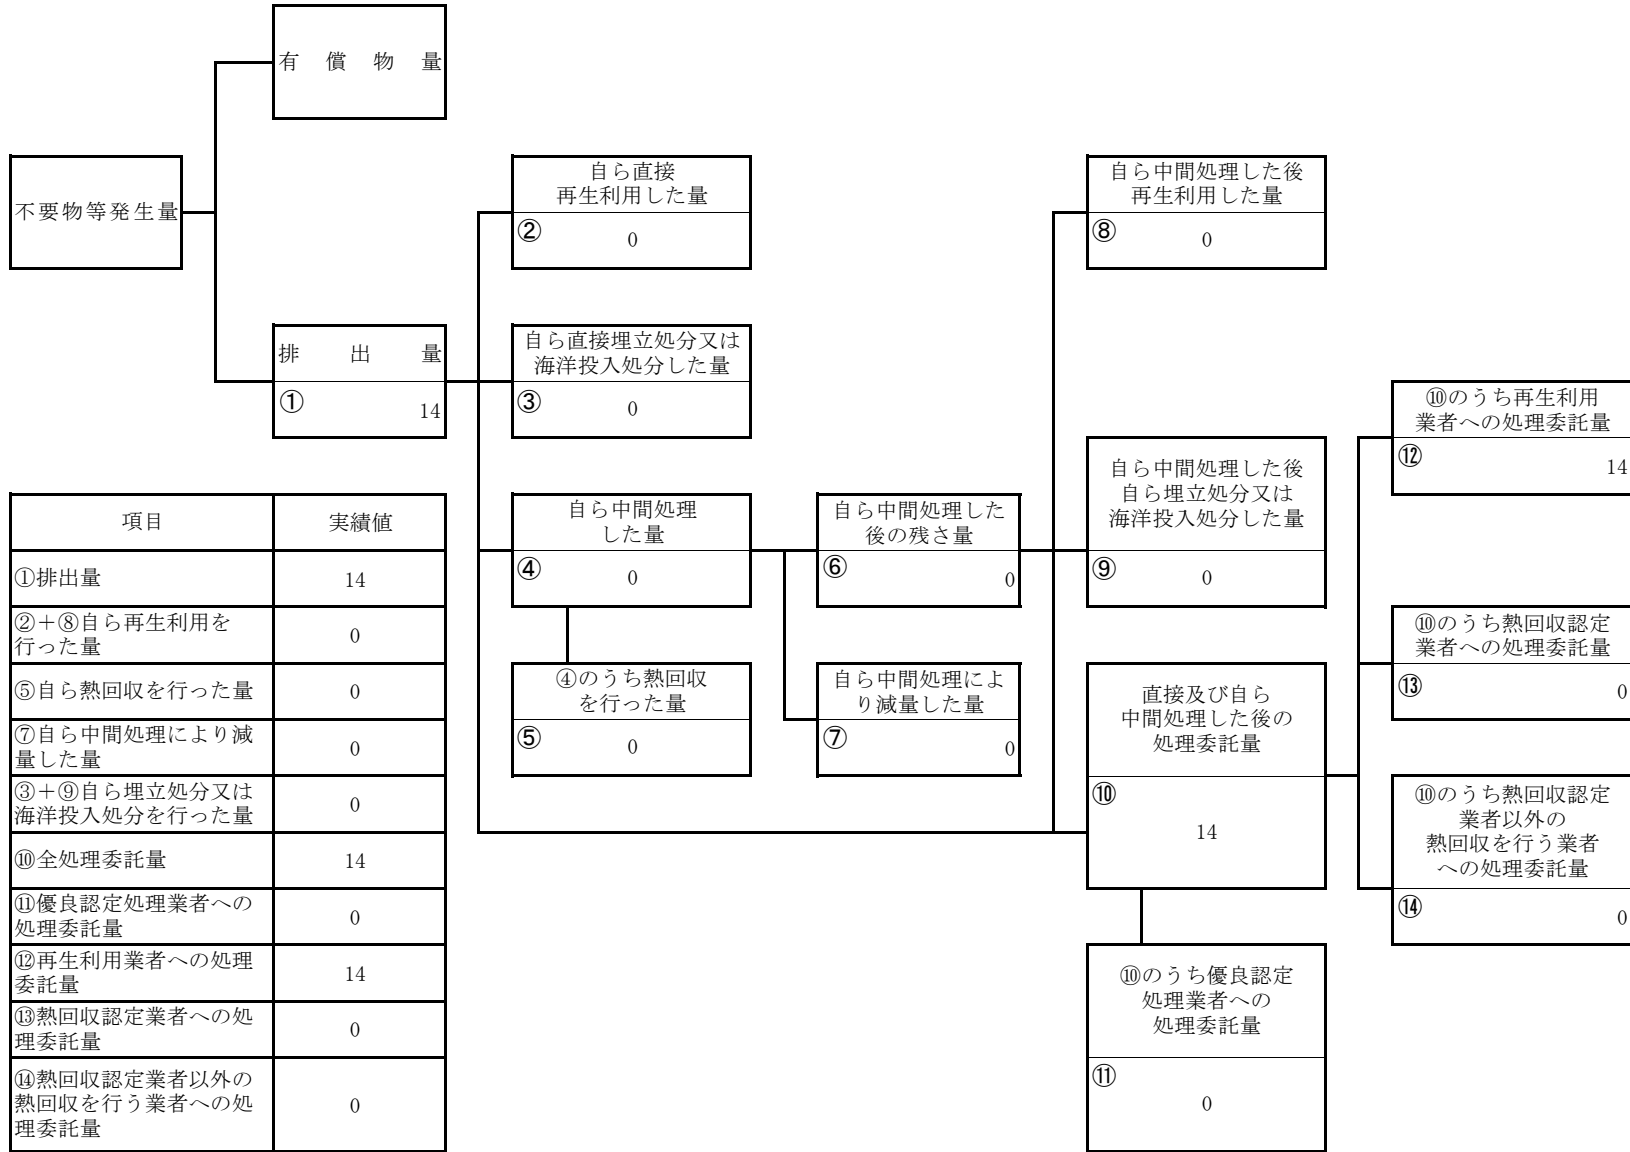 有償物量
不要物等発生量
排出量
①
14
自ら直接
再生利用した量
②
0
自ら直接埋立処分又は
海洋投入処分した量
③
0
自ら中間処理
した量
④
0
④のうち熱回収
を行った量
⑤
0
自ら中間処理した
後の残さ量
⑥
0
自ら中間処理によ
り減量した量
⑦
0
自ら中間処理した後
再生利用した量
⑧
0
自ら中間処理した後
自ら埋立処分又は
海洋投入処分した量
⑨
0
直接及び自ら
中間処理した後の
処理委託量
⑩
14
⑩のうち優良認定
処理業者への
処理委託量
⑪
0
⑩のうち再生利用
業者への処理委託量
⑫
14
⑩のうち熱回収認定
業者への処理委託量
⑬
0
⑩のうち熱回収認定
業者以外の
熱回収を行う業者
への処理委託量
⑭
0
項目 実績値
①排出量 14
②＋⑧自ら再生利用を
行った量 0
⑤自ら熱回収を行った量 0
⑦自ら中間処理により減
量した量 0
③＋⑨自ら埋立処分又は
海洋投入処分を行った量 0
⑩全処理委託量 14
⑪優良認定処理業者への
処理委託量 0
⑫再生利用業者への処理
委託量 14
⑬熱回収認定業者への処
理委託量 0
⑭熱回収認定業者以外の
熱回収を行う業者への処
理委託量 0